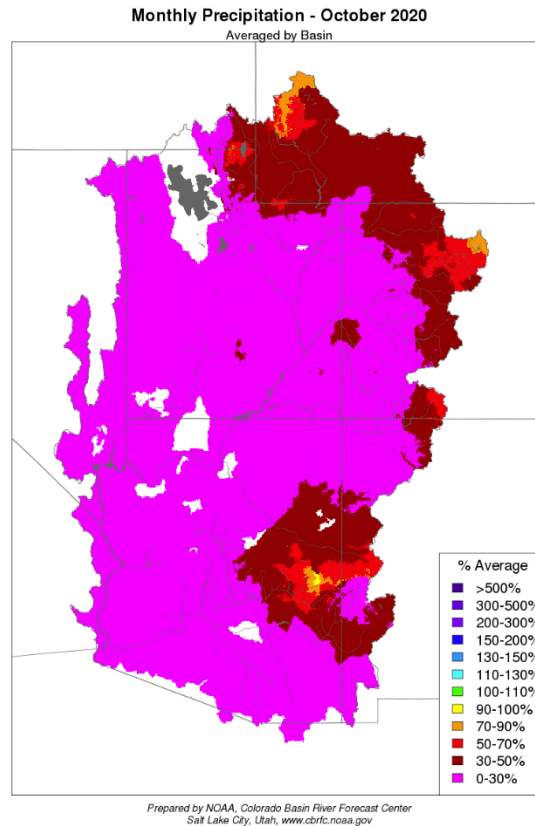 Monthly Precipitation - October 2020
Averaged by Basin
% Average
>500%
300-500%
200-300%
150-200%
130-150%
110-130%
100-110%
90-100%
70-90%
50-70%
30-50%
0-30%
Prepared by NOAA, Colorado Basin River Forecast Center
Salt Lake City, Utah, www.cbrfc.noaa.gov